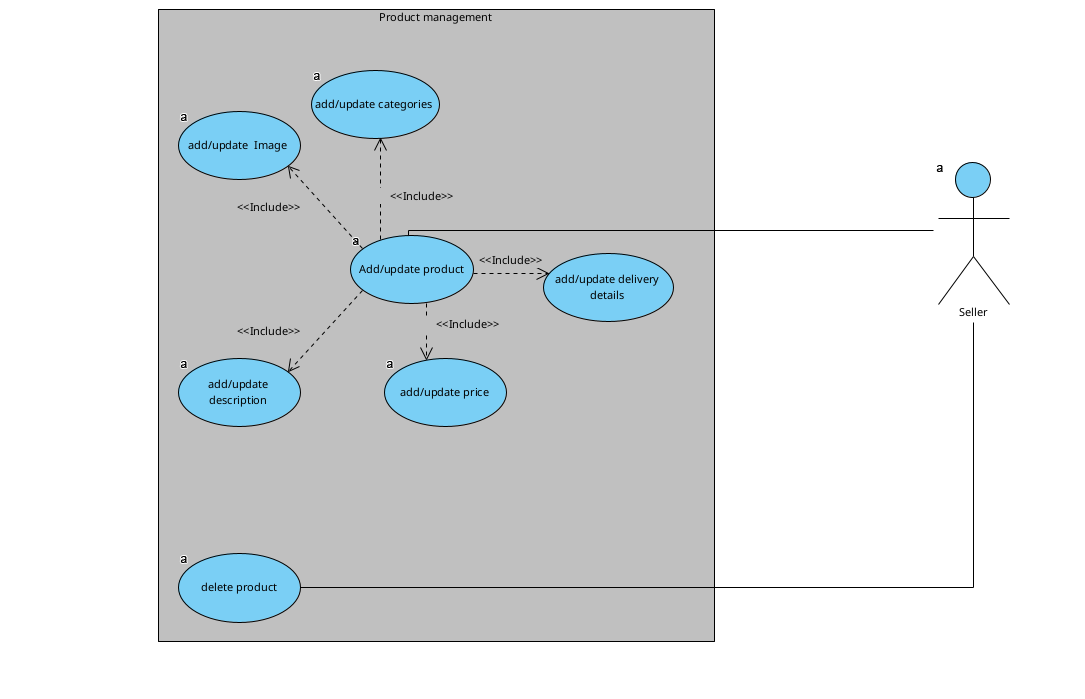 Product management
a
add/update categories
a
add/update  Image
<<Include>>
<<Include>>
a
Add/update product
<<Include>>
add/update delivery
details
a
Seller
<<Include>>
<<Include>>
a
add/update
description
a
add/update price
a
delete product